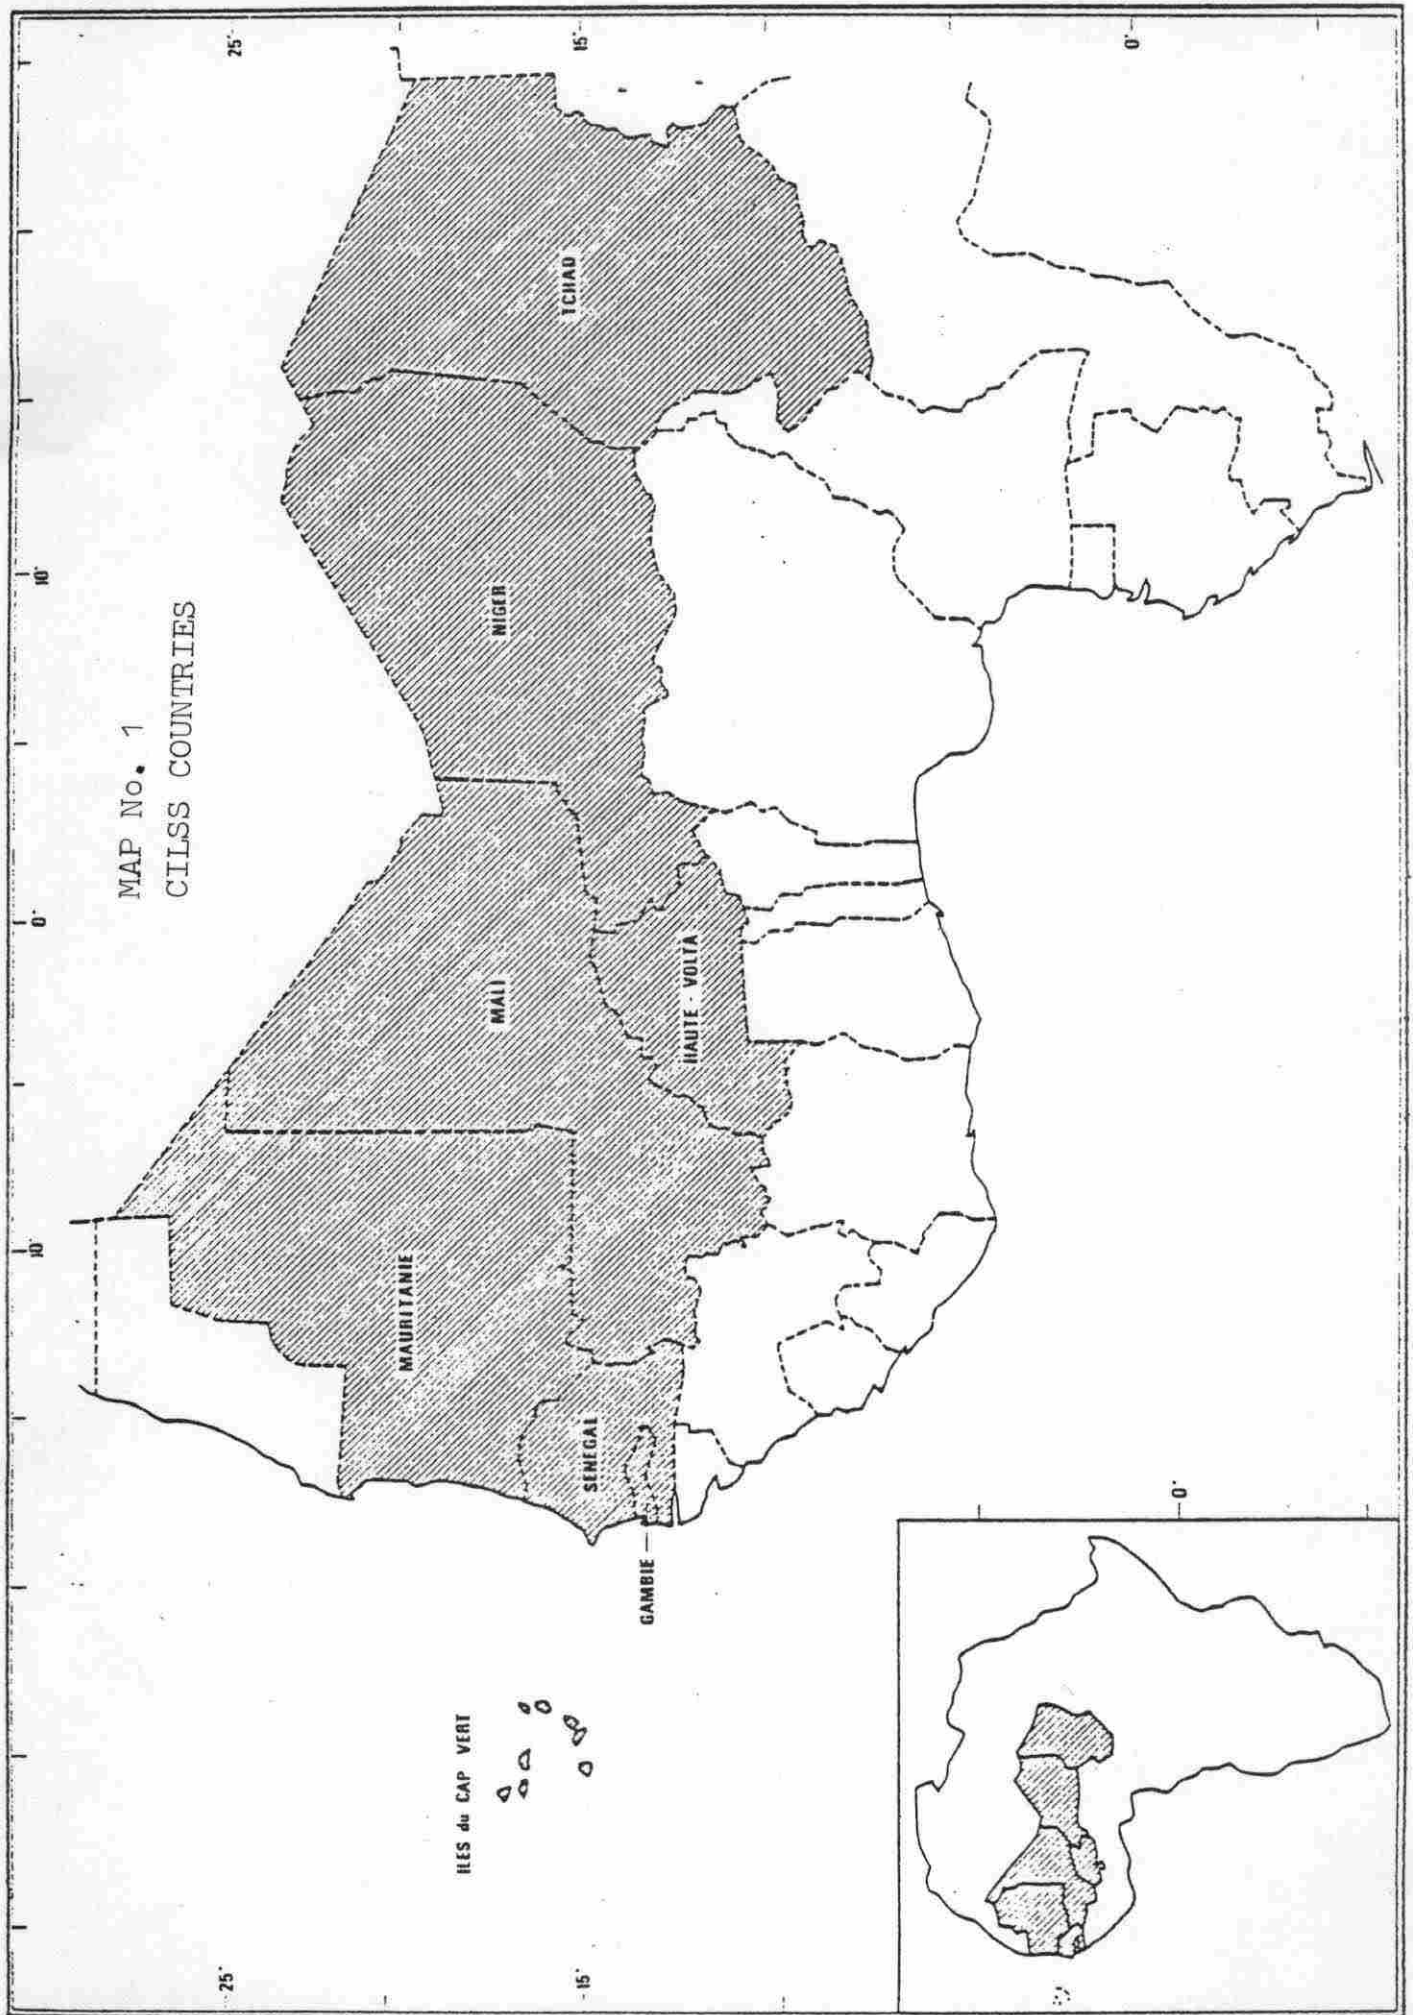 MAP No. 1
CILSS COUNTRIES
10°
0°
10°
25°
25°
15°
15°
0°
0°
MAURITANIE
MALI
NIGER
TCHAD
SENEGAL
HAUTE - VOLTA
GAMBIE
ILES du CAP VERT